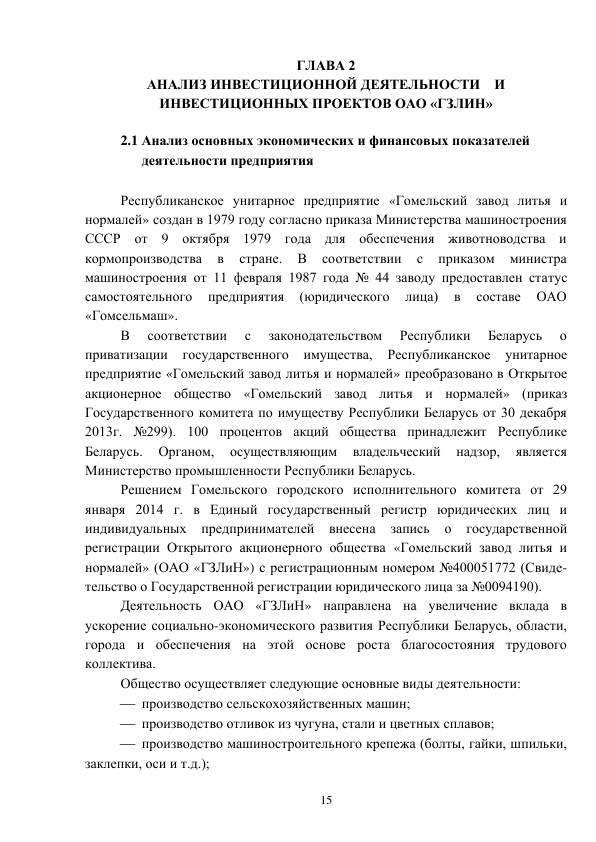 ГЛАВА 2
АНАЛИЗ ИНВЕСТИЦИОННОЙ ДЕЯТЕЛЬНОСТИ И
ИНВЕСТИЦИОННЫХ ПРОЕКТОВ ОАО «ГЗЛИН»
2.1 Анализ основных экономических и финансовых показателей
деятельности предприятия
Республиканское унитарное предприятие «Гомельский завод литья и
нормалей» создан в 1979 году согласно приказа Министерства машиностроения
СССР от 9 октября 1979 года для обеспечения животноводства и
кормопроизводства в стране. В соответствии с приказом министра
машиностроения от 11 февраля 1987 года № 44 заводу предоставлен статус
самостоятельного предприятия (юридического лица) в составе ОАО
«Гомсельмаш».
В соответствии с законодательством Республики Беларусь о
приватизации государственного имущества, Республиканское унитарное
предприятие «Гомельский завод литья и нормалей» преобразовано в Открытое
акционерное общество «Гомельский завод литья и нормалей» (приказ
Государственного комитета по имуществу Республики Беларусь от 30 декабря
2013г. №299). 100 процентов акций общества принадлежит Республике
Беларусь. Органом, осуществляющим владельческий надзор, является
Министерство промышленности Республики Беларусь.
Решением Гомельского городского исполнительного комитета от 29
января 2014 г. в Единый государственный регистр юридических лиц и
индивидуальных предпринимателей внесена запись о государственной
регистрации Открытого акционерного общества «Гомельский завод литья и
нормалей» (ОАО «ГЗЛиН») с регистрационным номером №400051772 (Свиде-
тельство о Государственной регистрации юридического лица за №0094190).
Деятельность ОАО «ГЗЛиН» направлена на увеличение вклада в
ускорение социально-экономического развития Республики Беларусь, области,
города и обеспечения на этой основе роста благосостояния трудового
коллектива.
Общество осуществляет следующие основные виды деятельности:
— производство сельскохозяйственных машин;
— производство отливок из чугуна, стали и цветных сплавов;
— производство машиностроительного крепежа (болты, гайки, шпильки,
заклепки, оси и т.д.);
15